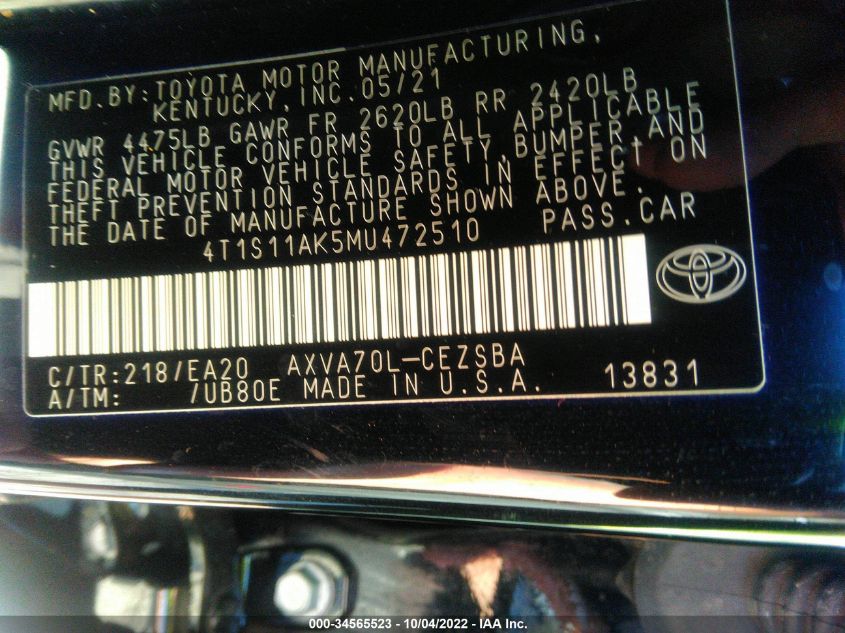 MFD.BY:TOYOTA MOTOR MANUFACTURING,
KENTUCKY,INC.05/21
GVWR 4475LB GAWR FR 2620LB RR 2420LB
THIS VEHICLE CONFORMS TO ALL APPLICABLE
FEDERAL MOTOR VEHICLE SAFETY,BUMPER,AND
THEFT PREVENTION STANDARDS IN EFFECT ON
THE DATE OF MANUFACTURE SHOWN ABOVE.
4T1S11AK5MU472510 PASS.CAR
C/TR:218/EA20 AXVA70L-CEZSBA
A/TM: /UB80E MADE IN U.S.A. 13831
000-34565523 - 10/04/2022 - IAA Inc.